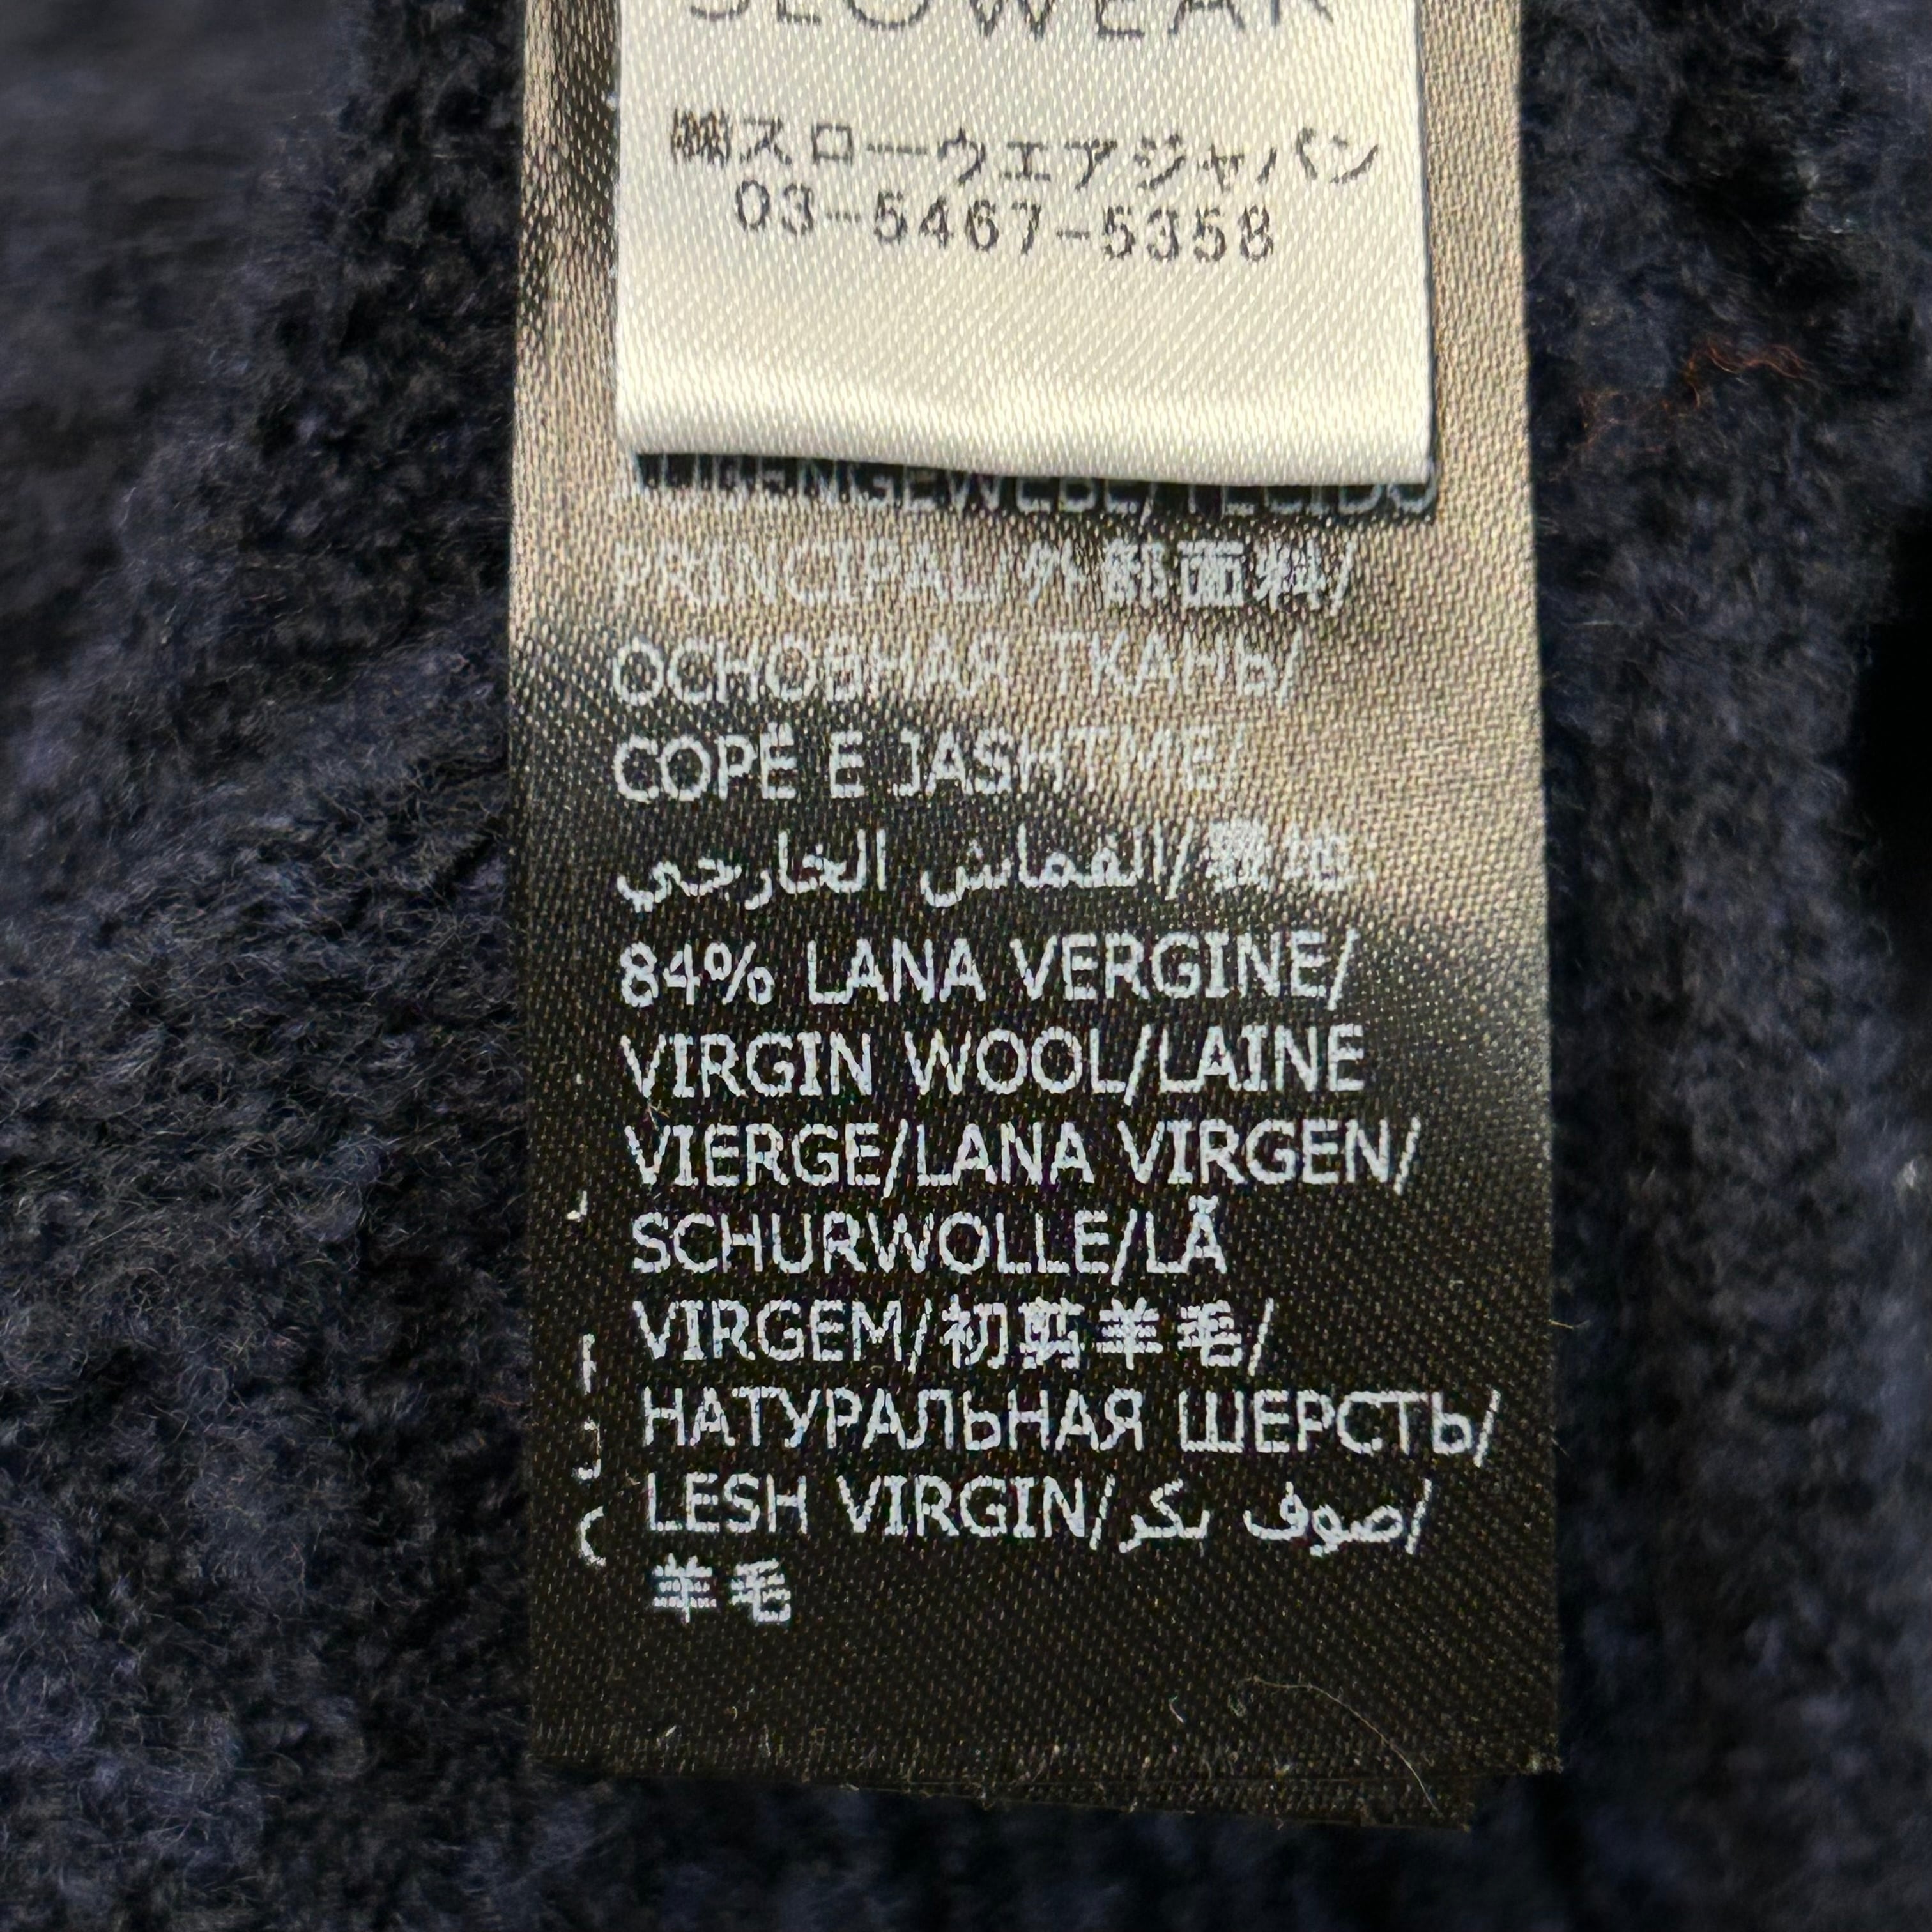 SLOWEAR
㈱スローウエアジャパン
03-5467-5358
PRINCIPAL/外部面料/
ОСНОВНАЯ ТКАНЬ/
COPË E JASHTME/
القماش الخارجي/表地:
84% LANA VERGINE/
VIRGIN WOOL/LAINE
VIERGE/LANA VIRGEN/
SCHURWOLLE/LÃ
VIRGEM/初剪羊毛/
НАТУРАЛЬНАЯ ШЕРСТЬ/
LESH VIRGIN/صوف بكر/
羊毛